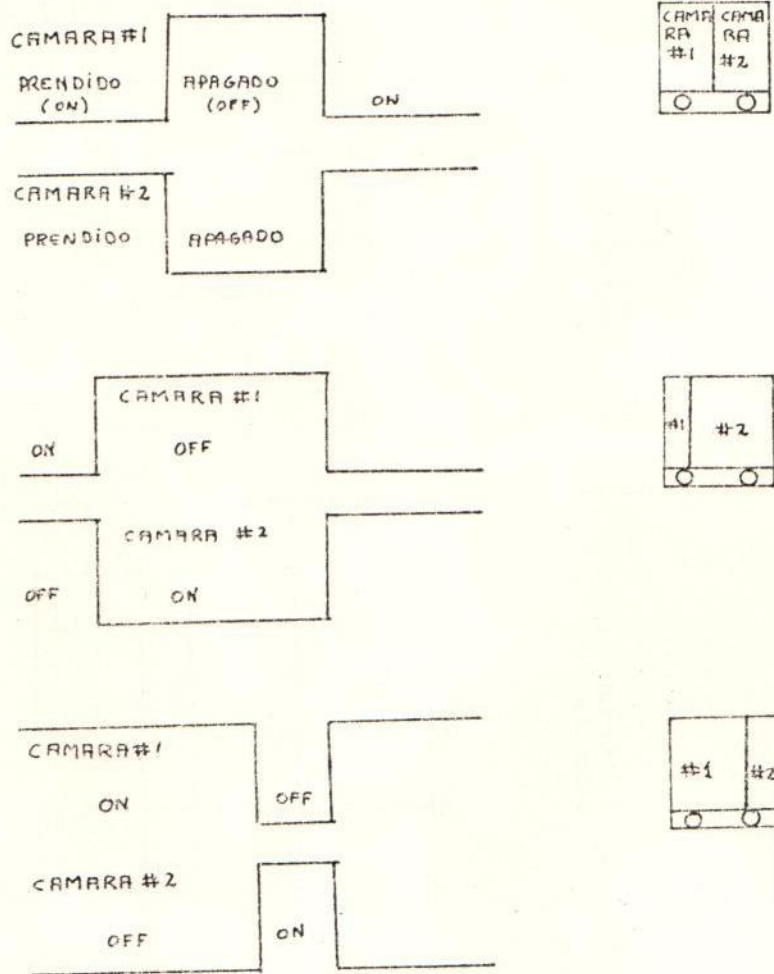 CAMARA #1
PRENDIDO
(ON)
APAGADO
(OFF)
ON
CAMA
RA
#1
CAMA
RA
#2
CAMARA #2
PRENDIDO
APAGADO
CAMARA #1
ON
OFF
#1
#2
CAMARA #2
OFF
ON
CAMARA #1
ON
OFF
#1
#2
CAMARA #2
OFF
ON